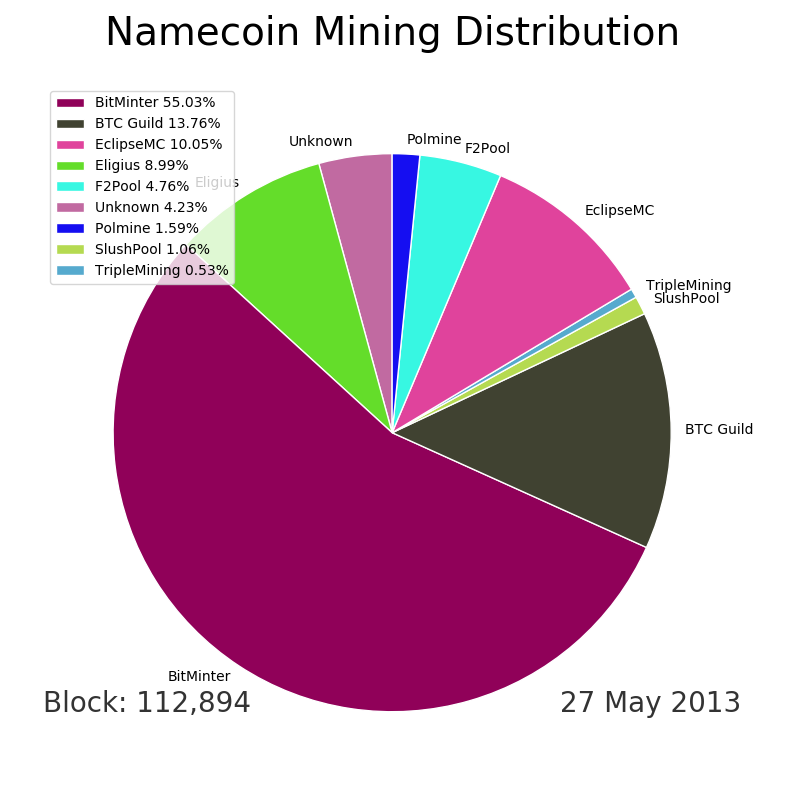 Namecoin Mining Distribution
BitMinter 55.03%
BTC Guild 13.76%
EclipseMC 10.05%
Eligius 8.99%
F2Pool 4.76%
Unknown 4.23%
Polmine 1.59%
SlushPool 1.06%
TripleMining 0.53%
Unknown
Polmine
F2Pool
Eligius
EclipseMC
TripleMining
SlushPool
BTC Guild
BitMinter
Block: 112,894
27 May 2013